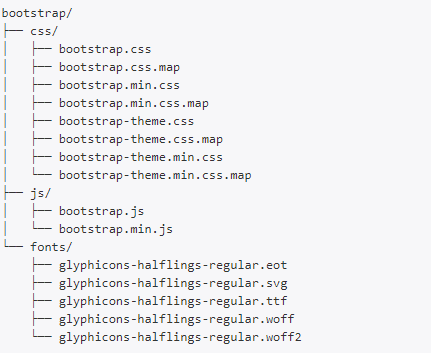 bootstrap/
├── css/
│   ├── bootstrap.css
│   ├── bootstrap.css.map
│   ├── bootstrap.min.css
│   ├── bootstrap.min.css.map
│   ├── bootstrap-theme.css
│   ├── bootstrap-theme.css.map
│   ├── bootstrap-theme.min.css
│   └── bootstrap-theme.min.css.map
├── js/
│   ├── bootstrap.js
│   └── bootstrap.min.js
└── fonts/
    ├── glyphicons-halflings-regular.eot
    ├── glyphicons-halflings-regular.svg
    ├── glyphicons-halflings-regular.ttf
    ├── glyphicons-halflings-regular.woff
    └── glyphicons-halflings-regular.woff2